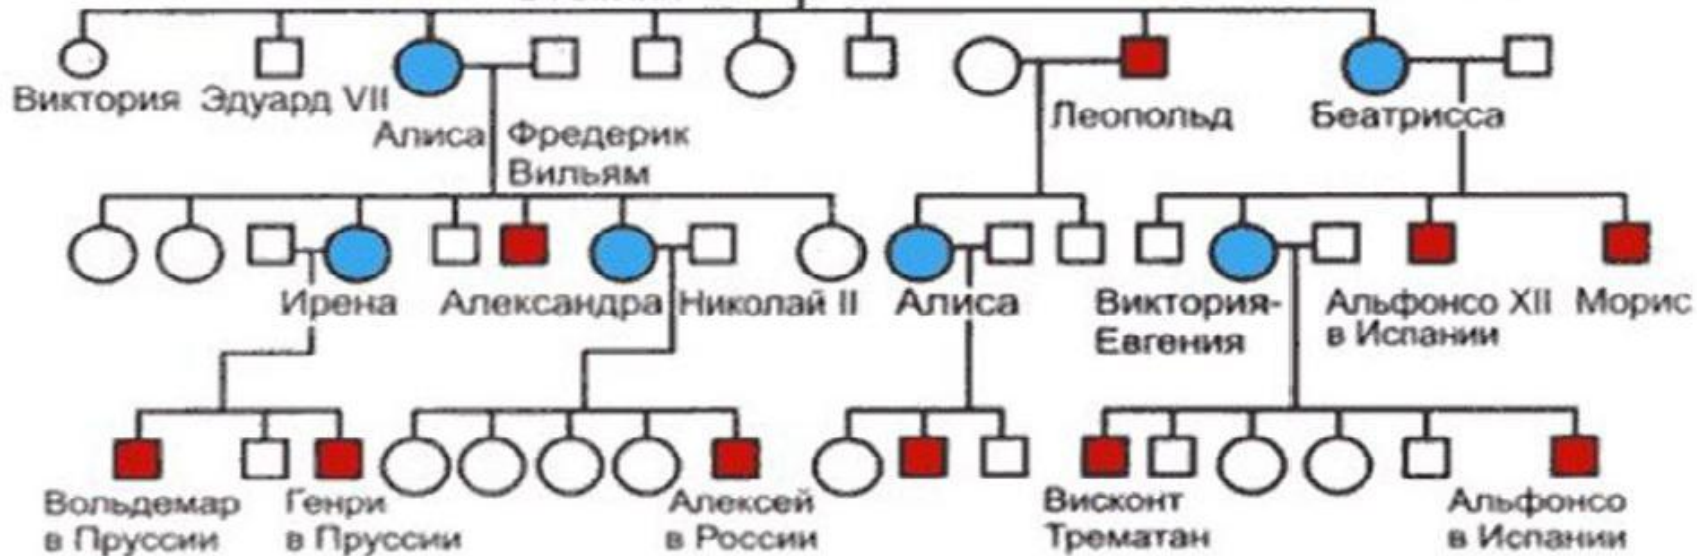 Виктория Эдуард VII
Алиса
Фредерик
Вильям
Леопольд
Беатрисса
Ирена
Александра
Николай II
Алиса
Виктория-
Евгения
Альфонсо XII
в Испании
Морис
Вольдемар
в Пруссии
Генри
в Пруссии
Алексей
в России
Висконт
Трематан
Альфонсо
в Испании